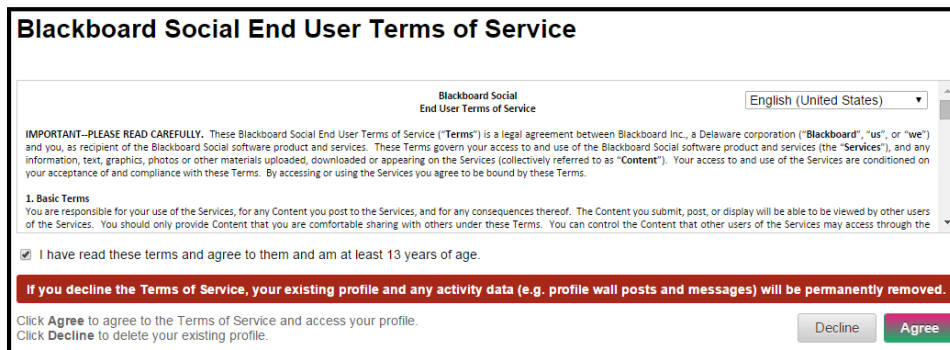 Blackboard Social End User Terms of Service
Blackboard Social
End User Terms of Service
English (United States)
IMPORTANT--PLEASE READ CAREFULLY. These Blackboard Social End User Terms of Service (“Terms”) is a legal agreement between Blackboard Inc., a Delaware corporation (“Blackboard”, “us”, or “we”)
and you, as recipient of the Blackboard Social software product and services. These Terms govern your access to and use of the Blackboard Social software product and services (the “Services”), and any
information, text, graphics, photos or other materials uploaded, downloaded or appearing on the Services (collectively referred to as “Content”). Your access to and use of the Services are conditioned on
your acceptance of and compliance with these Terms. By accessing or using the Services you agree to be bound by these Terms.
1. Basic Terms
You are responsible for your use of the Services, for any Content you post to the Services, and for any consequences thereof. The Content you submit, post, or display will be able to be viewed by other users
of the Services. You should only provide Content that you are comfortable sharing with others under these Terms. You can control the Content that other users of the Services may access through the
I have read these terms and agree to them and am at least 13 years of age.
If you decline the Terms of Service, your existing profile and any activity data (e.g. profile wall posts and messages) will be permanently removed.
Click Agree to agree to the Terms of Service and access your profile.
Click Decline to delete your existing profile.
Decline
Agree